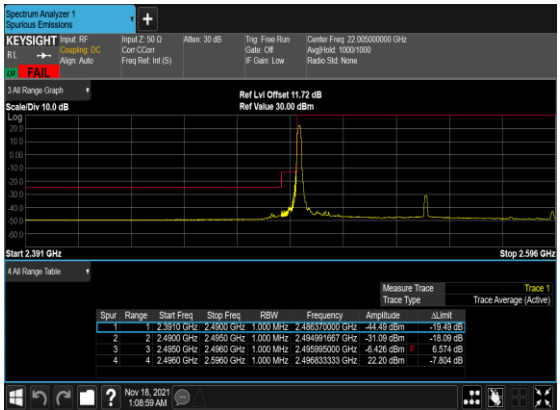 Spectrum Analyzer 1
Spurious Emissions
+
KEYSIGHT
RL
FAIL
Input: RF
Coupling: DC
Align: Auto
Input Z: 50 Ω
Corr CCorr
Freq Ref: Int (S)
Atten: 30 dB
Trig: Free Run
Gate: Off
IF Gain: Low
Center Freq: 22.005000000 GHz
Avg|Hold: 1000/1000
Radio Std: None
3 All Range Graph
Scale/Div 10.0 dB
Ref Lvl Offset 11.72 dB
Ref Value 30.00 dBm
Log
20.0
10.0
0.00
-10.0
-20.0
-30.0
-40.0
-50.0
-60.0
Start 2.391 GHz
Stop 2.596 GHz
4 All Range Table
Measure Trace Trace 1
Trace Type Trace Average (Active)
Spur Range Start Freq Stop Freq RBW Frequency Amplitude ΔLimit
1 1 2.3910 GHz 2.4900 GHz 1.000 MHz 2.486370000 GHz -44.49 dBm -19.49 dB
2 2 2.4900 GHz 2.4950 GHz 1.000 MHz 2.494991667 GHz -31.09 dBm -18.09 dB
3 3 2.4950 GHz 2.4960 GHz 1.000 MHz 2.495995000 GHz -6.426 dBm F 6.574 dB
4 4 2.4960 GHz 2.5960 GHz 1.000 MHz 2.496833333 GHz 22.20 dBm -7.804 dB
?
Nov 18, 2021
1:08:59 AM